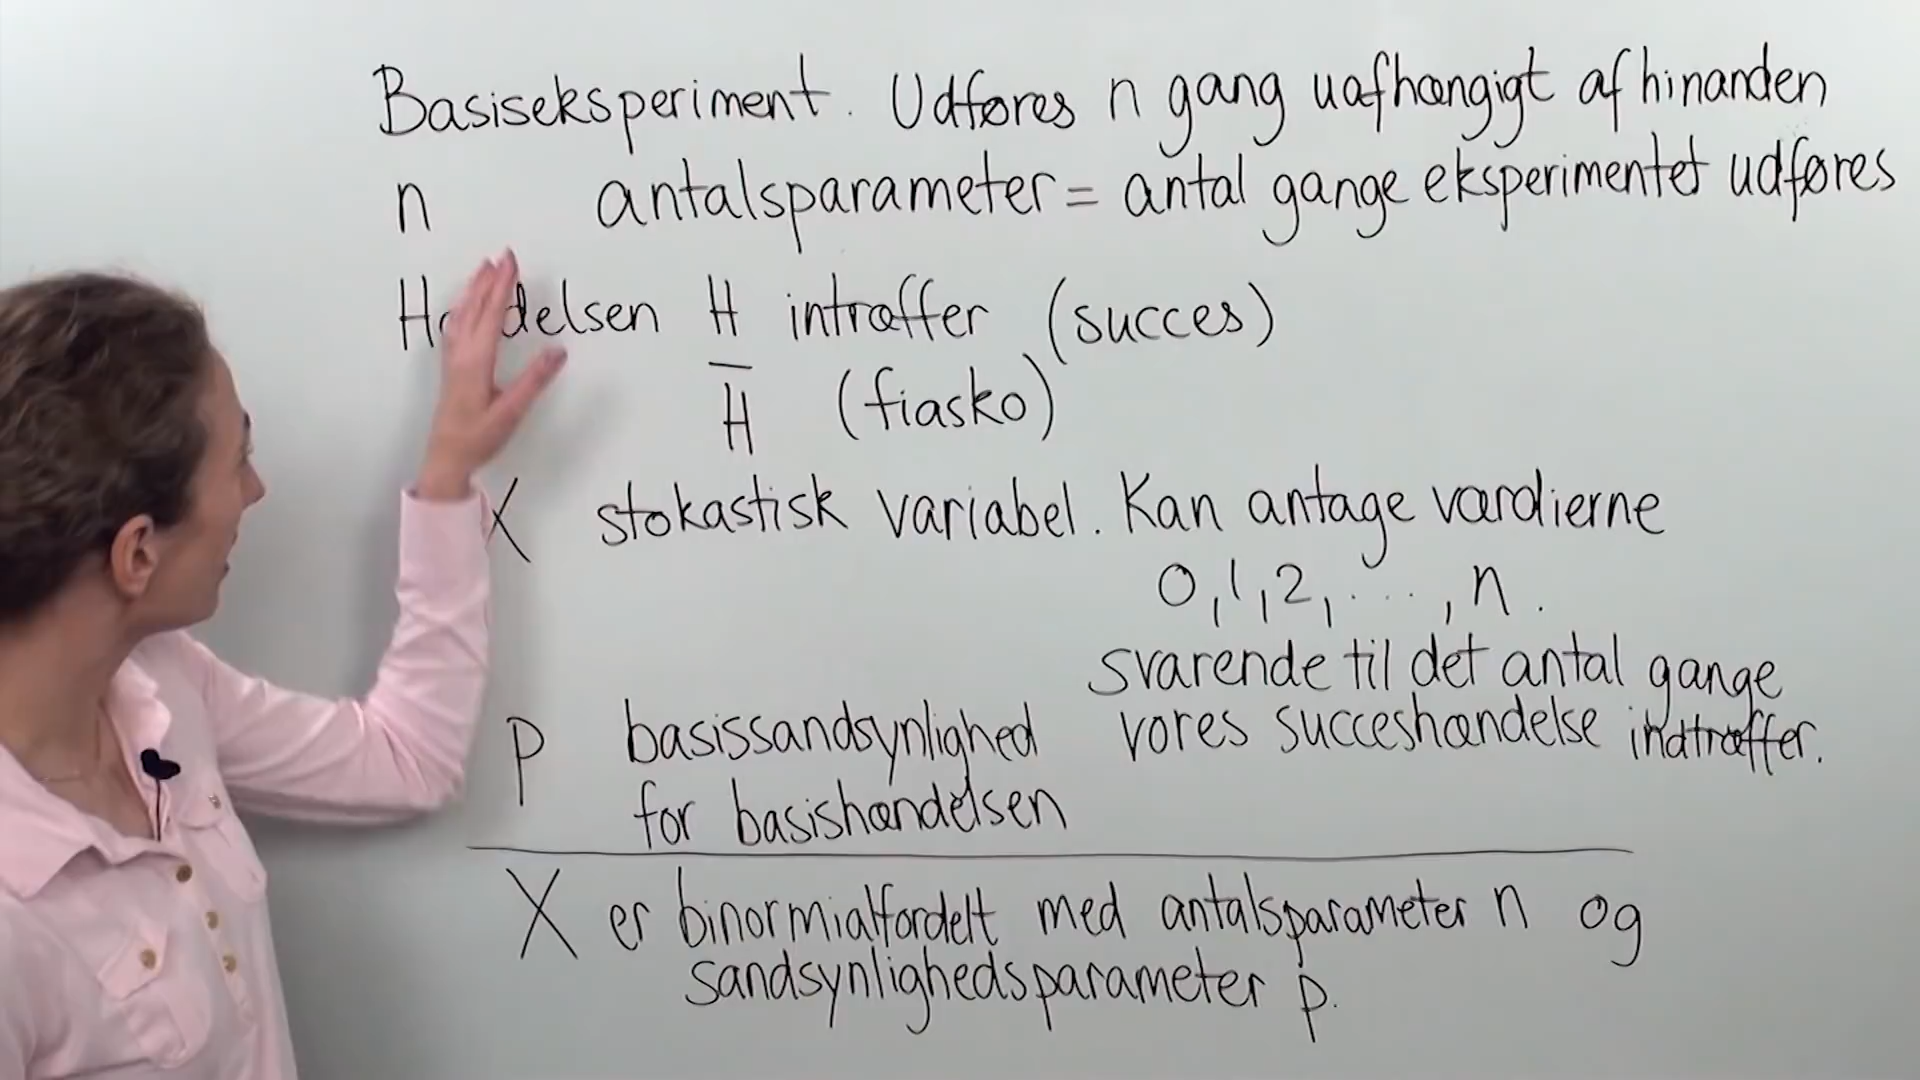 Basiseksperiment. Udføres n gang uafhængigt af hinanden
n antalsparameter = antal gange eksperimentet udføres
H delsen H intræffer (succes)
H̅ (fiasko)
X stokastisk variabel. Kan antage værdierne
0,1,2,....,n.
svarende til det antal gange
vores succeshændelse indtræffer.
p basissandsynlighed
for basishændelsen
X er binormialfordelt med antalsparameter n og
sandsynlighedsparameter p.